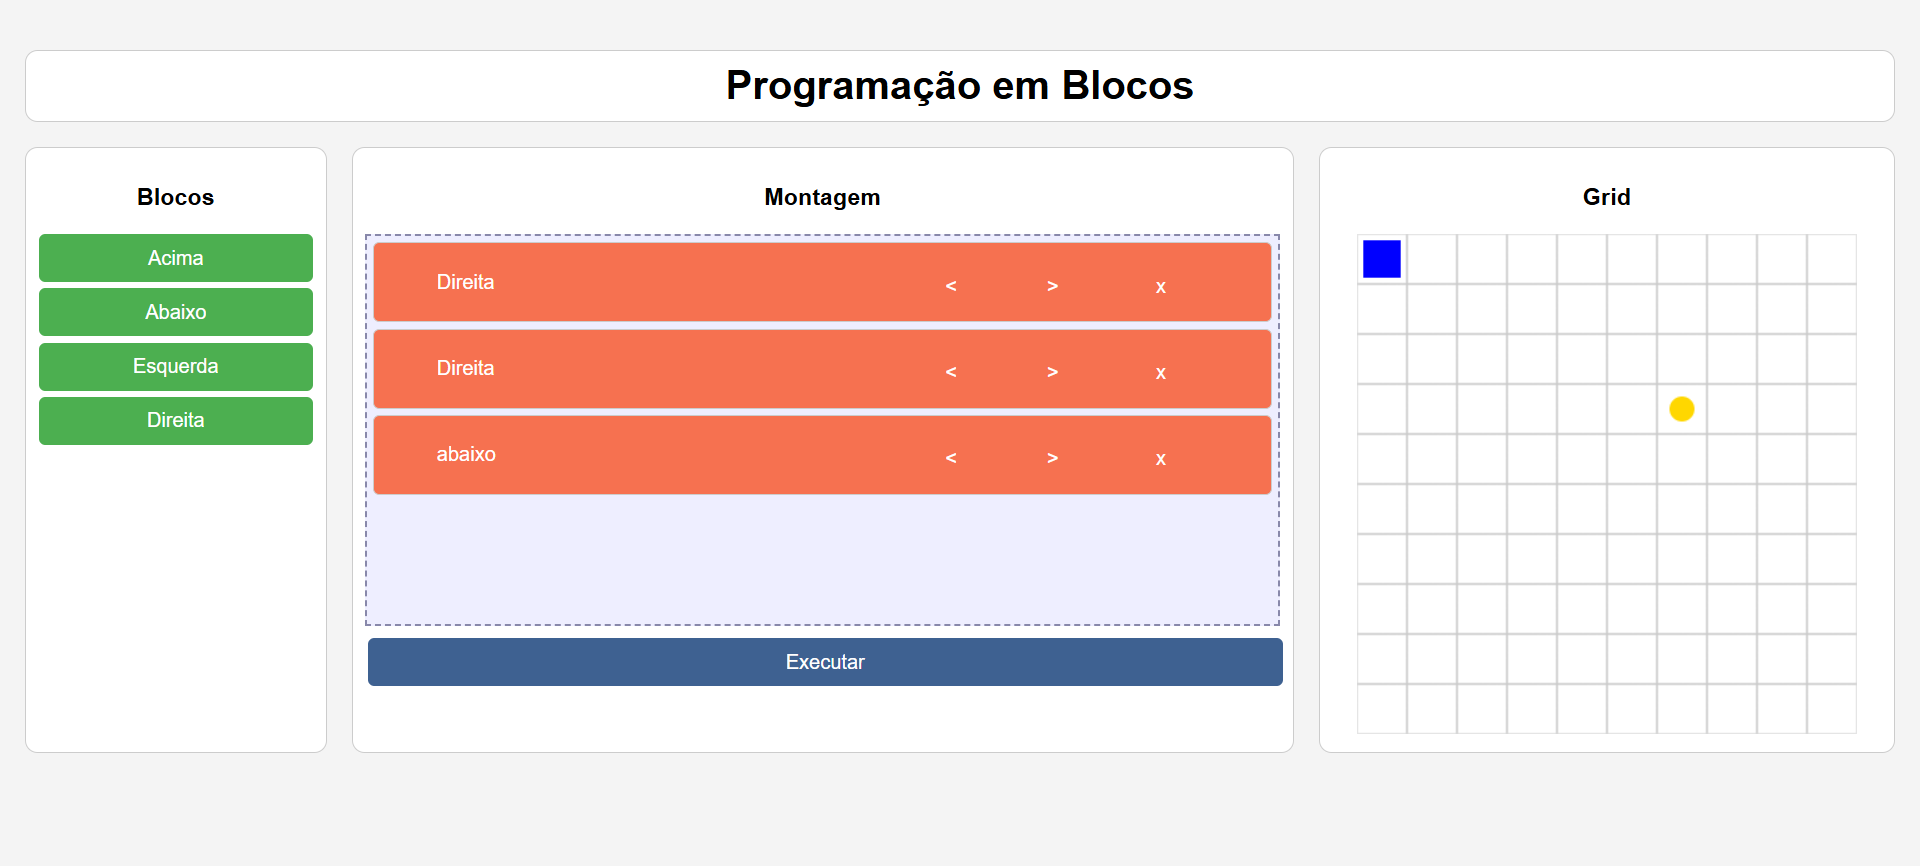 Programação em Blocos
Blocos
Acima
Abaixo
Esquerda
Direita
Montagem
Direita < > x
Direita < > x
abaixo < > x
Executar
Grid